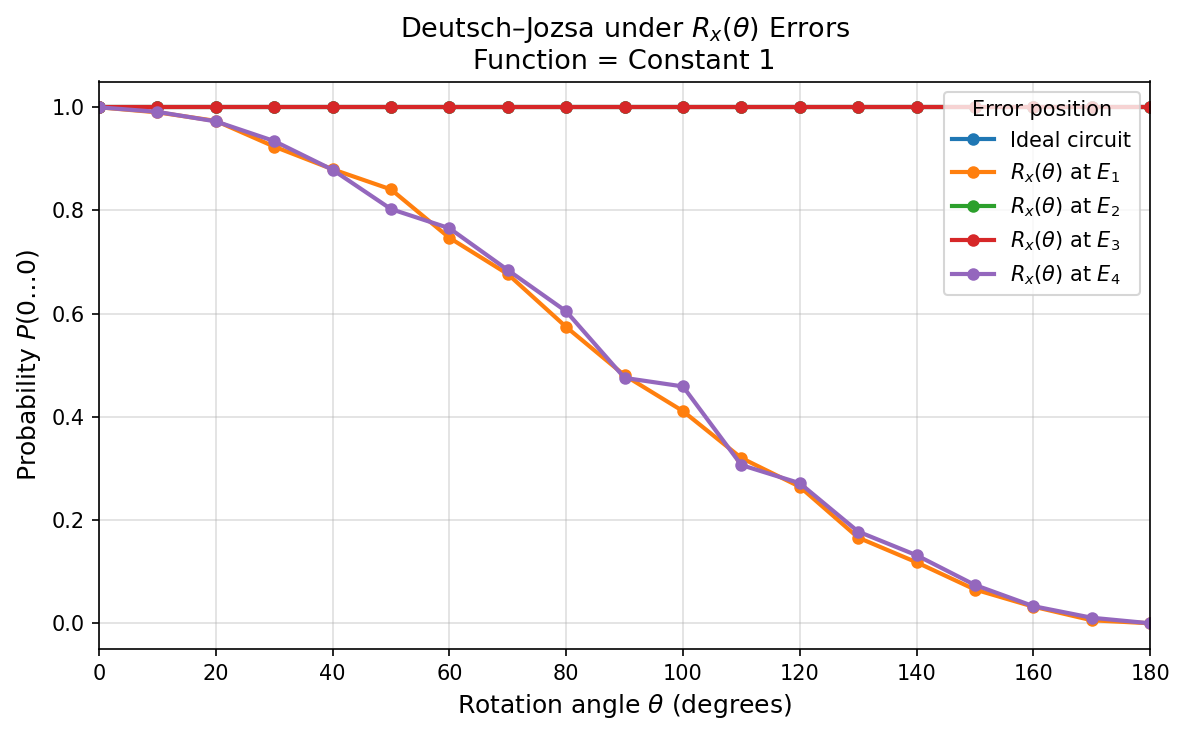 Deutsch–Jozsa under Rₓ(θ) Errors
Function = Constant 1
Probability P(0...0)
1.0
0.8
0.6
0.4
0.2
0.0
Error position
Ideal circuit
Rₓ(θ) at E₁
Rₓ(θ) at E₂
Rₓ(θ) at E₃
Rₓ(θ) at E₄
0 20 40 60 80 100 120 140 160 180
Rotation angle θ (degrees)